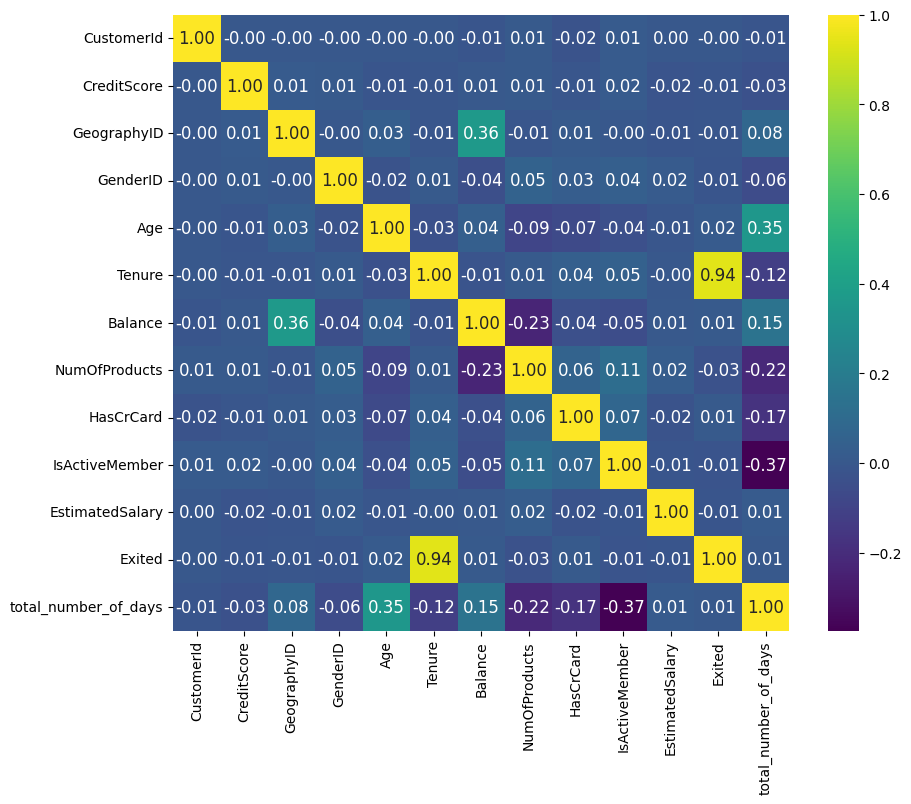 CustomerId 1.00 -0.00 -0.00 -0.00 -0.00 -0.00 -0.01 0.01 -0.02 0.01 0.00 -0.00 -0.01
CreditScore -0.00 1.00 0.01 0.01 -0.01 -0.01 0.01 0.01 -0.01 0.02 -0.02 -0.01 -0.03
GeographyID -0.00 0.01 1.00 -0.00 0.03 -0.01 0.36 -0.01 0.01 -0.00 -0.01 -0.01 0.08
GenderID -0.00 0.01 -0.00 1.00 -0.02 0.01 -0.04 0.05 0.03 0.04 0.02 -0.01 -0.06
Age -0.00 -0.01 0.03 -0.02 1.00 -0.03 0.04 -0.09 -0.07 -0.04 -0.01 0.02 0.35
Tenure -0.00 -0.01 -0.01 0.01 -0.03 1.00 -0.01 0.01 0.04 0.05 -0.00 0.94 -0.12
Balance -0.01 0.01 0.36 -0.04 0.04 -0.01 1.00 -0.23 -0.04 -0.05 0.01 0.01 0.15
NumOfProducts 0.01 0.01 -0.01 0.05 -0.09 0.01 -0.23 1.00 0.06 0.11 0.02 -0.03 -0.22
HasCrCard -0.02 -0.01 0.01 0.03 -0.07 0.04 -0.04 0.06 1.00 0.07 -0.02 0.01 -0.17
IsActiveMember 0.01 0.02 -0.00 0.04 -0.04 0.05 -0.05 0.11 0.07 1.00 -0.01 -0.01 -0.37
EstimatedSalary 0.00 -0.02 -0.01 0.02 -0.01 -0.00 0.01 0.02 -0.02 -0.01 1.00 -0.01 0.01
Exited -0.00 -0.01 -0.01 -0.01 0.02 0.94 0.01 -0.03 0.01 -0.01 -0.01 1.00 0.01
total_number_of_days -0.01 -0.03 0.08 -0.06 0.35 -0.12 0.15 -0.22 -0.17 -0.37 0.01 0.01 1.00
CustomerId
CreditScore
GeographyID
GenderID
Age
Tenure
Balance
NumOfProducts
HasCrCard
IsActiveMember
EstimatedSalary
Exited
total_number_of_days
1.0
0.8
0.6
0.4
0.2
0.0
−0.2